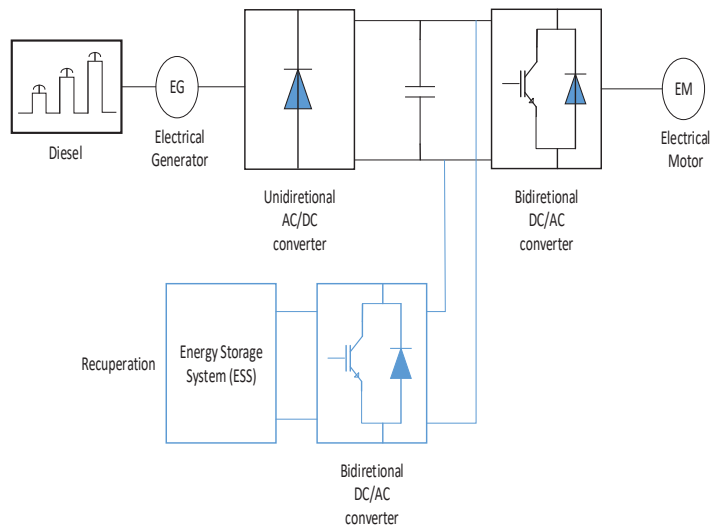 Diesel
EG
Electrical
Generator
Unidiretional
AC/DC
converter
Bidiretional
DC/AC
converter
EM
Electrical
Motor
Recuperation
Energy Storage
System (ESS)
Bidiretional
DC/AC
converter